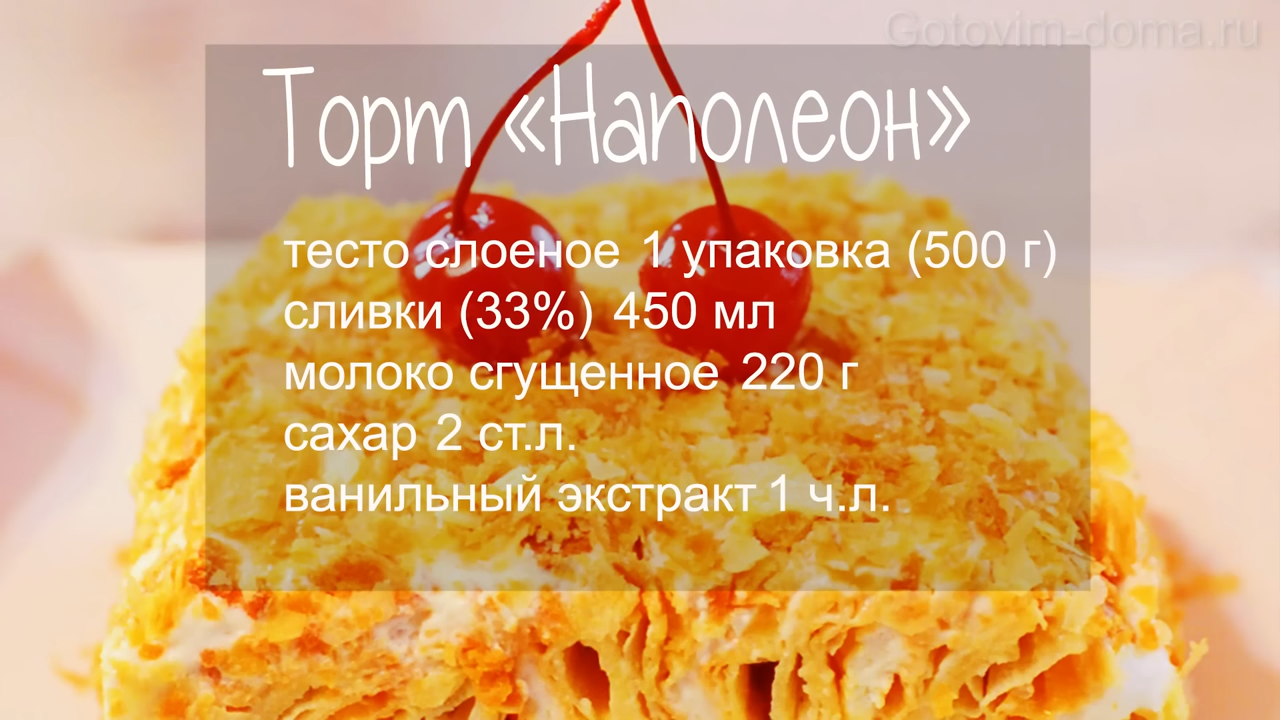 Gotovim-doma.ru
Торт «Наполеон»
тесто слоеное 1 упаковка (500 г)
сливки (33%) 450 мл
молоко сгущенное 220 г
сахар 2 ст.л.
ванильный экстракт 1 ч.л.